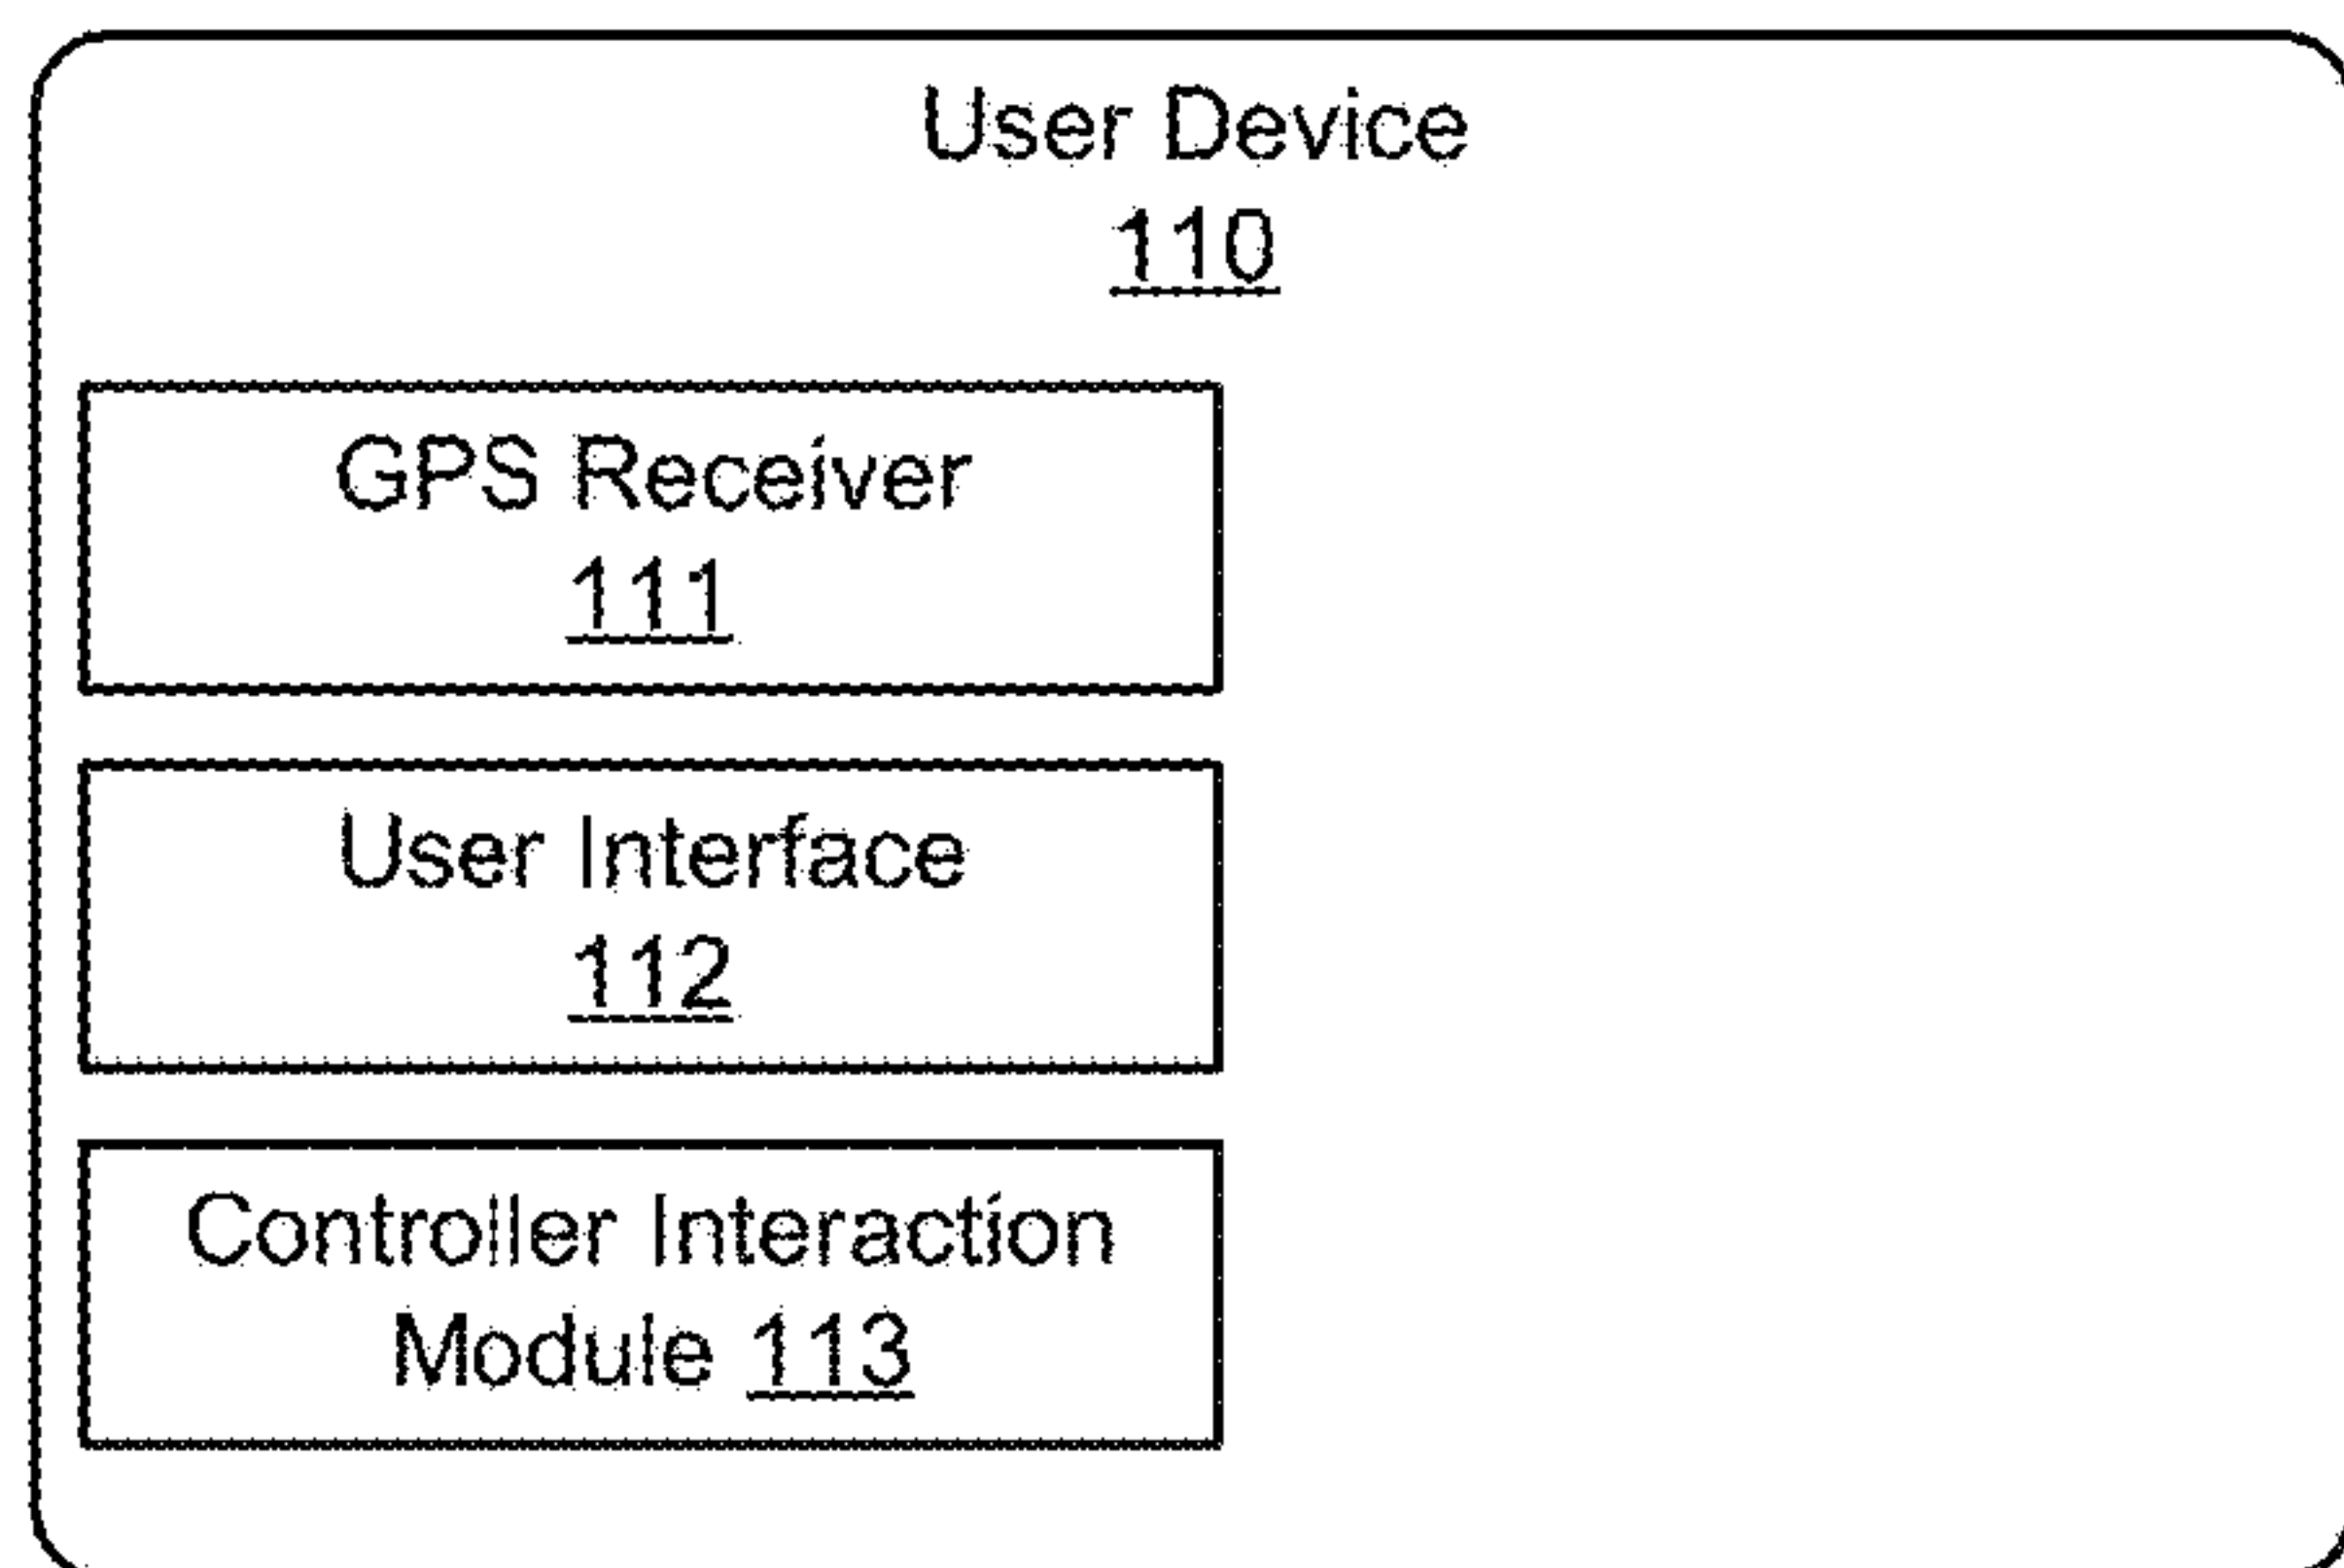 User Device
110
GPS Receiver
111
User Interface
112
Controller Interaction
Module 113